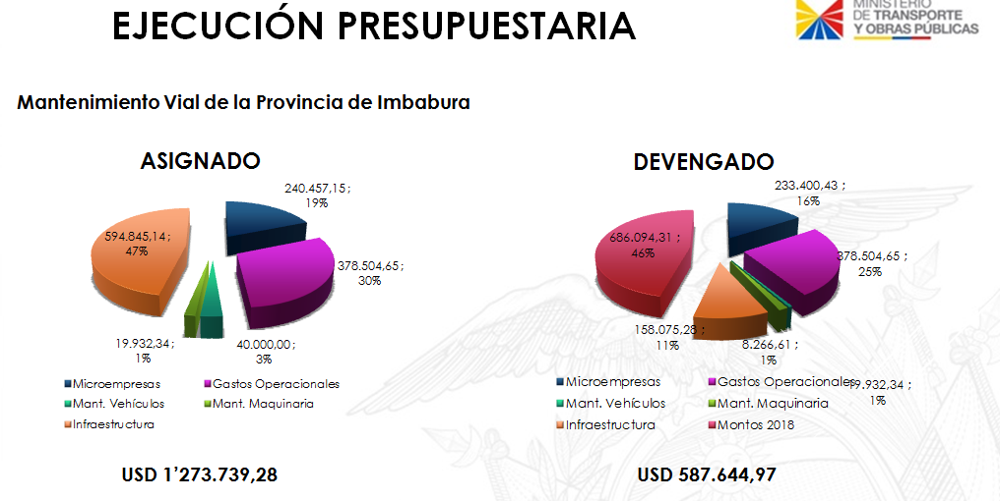 EJECUCIÓN PRESUPUESTARIA
MINISTERIO
DE TRANSPORTE
Y OBRAS PÚBLICAS
Mantenimiento Vial de la Provincia de Imbabura
ASIGNADO
240.457,15 ;
19%
594.845,14 ;
47%
378.504,65 ;
30%
19.932,34 ;
1%
40.000,00 ;
3%
Microempresas
Gastos Operacionales
Mant. Vehículos
Mant. Maquinaria
Infraestructura
USD 1’273.739,28
DEVENGADO
233.400,43 ;
16%
686.094,31 ;
46%
378.504,65 ;
25%
158.075,28 ;
11%
8.266,61 ;
1%
19.932,34 ;
1%
Microempresas
Gastos Operacionales
Mant. Vehículos
Mant. Maquinaria
Infraestructura
Montos 2018
USD 587.644,97